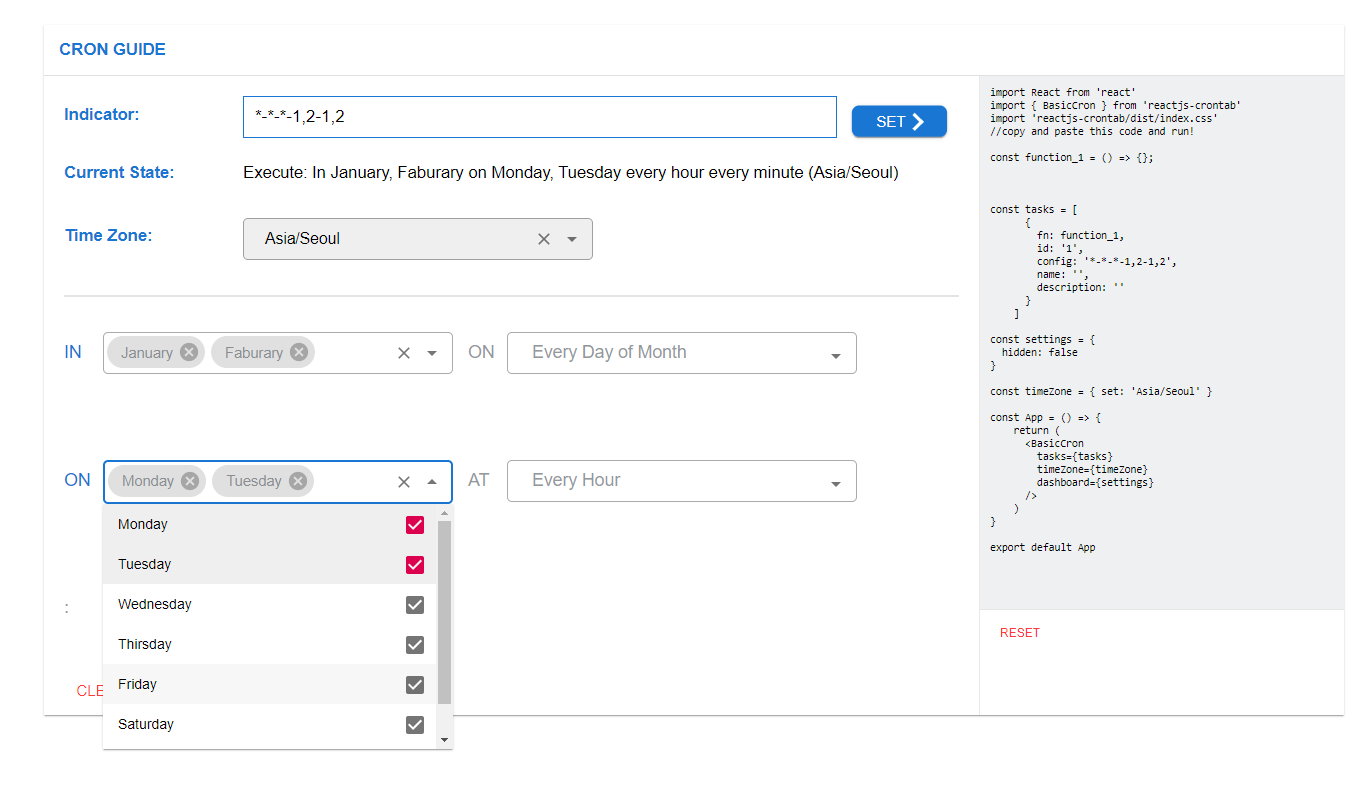 CRON GUIDE
Indicator:
*-*-*-1,2-1,2
SET
Current State:
Execute: In January, Faburary on Monday, Tuesday every hour every minute (Asia/Seoul)
Time Zone:
Asia/Seoul
IN
January
Faburary
ON
Every Day of Month
ON
Monday
Tuesday
AT
Every Hour
Monday
Tuesday
Wednesday
Thirsday
Friday
Saturday
:
CLE
import React from 'react'
import { BasicCron } from 'reactjs-crontab'
import 'reactjs-crontab/dist/index.css'
//copy and paste this code and run!
const function_1 = () => {};
const tasks = [
{
fn: function_1,
id: '1',
config: '*-*-*-1,2-1,2',
name: '',
description: ''
}
]
const settings = {
hidden: false
}
const timeZone = { set: 'Asia/Seoul' }
const App = () => {
return (
<BasicCron
tasks={tasks}
timeZone={timeZone}
dashboard={settings}
/>
)
}
export default App
RESET